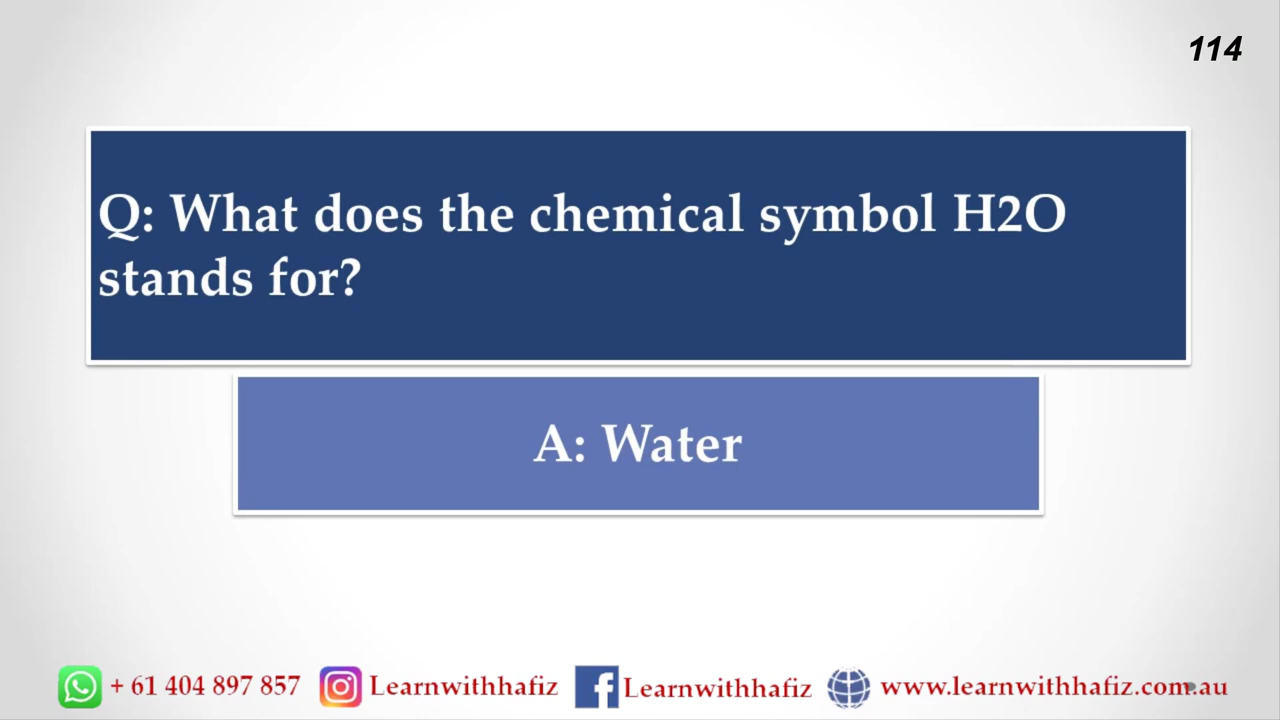 114
Q: What does the chemical symbol H2O
stands for?
A: Water
+ 61 404 897 857 Learnwithhafiz Learnwithhafiz www.learnwithhafiz.com.au